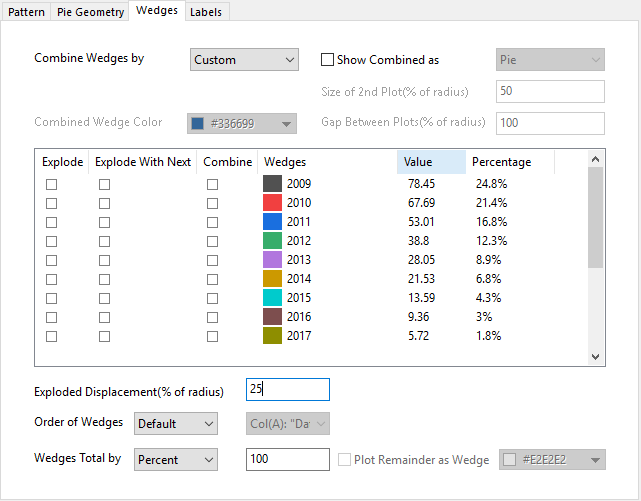 Pattern Pie Geometry Wedges Labels
Combine Wedges by Custom Show Combined as Pie
Size of 2nd Plot(% of radius) 50
Combined Wedge Color #336699 Gap Between Plots(% of radius) 100
Explode Explode With Next Combine Wedges Value Percentage
2009 78.45 24.8%
2010 67.69 21.4%
2011 53.01 16.8%
2012 38.8 12.3%
2013 28.05 8.9%
2014 21.53 6.8%
2015 13.59 4.3%
2016 9.36 3%
2017 5.72 1.8%
Exploded Displacement(% of radius) 25
Order of Wedges Default Col(A): "Da
Wedges Total by Percent 100 Plot Remainder as Wedge #E2E2E2